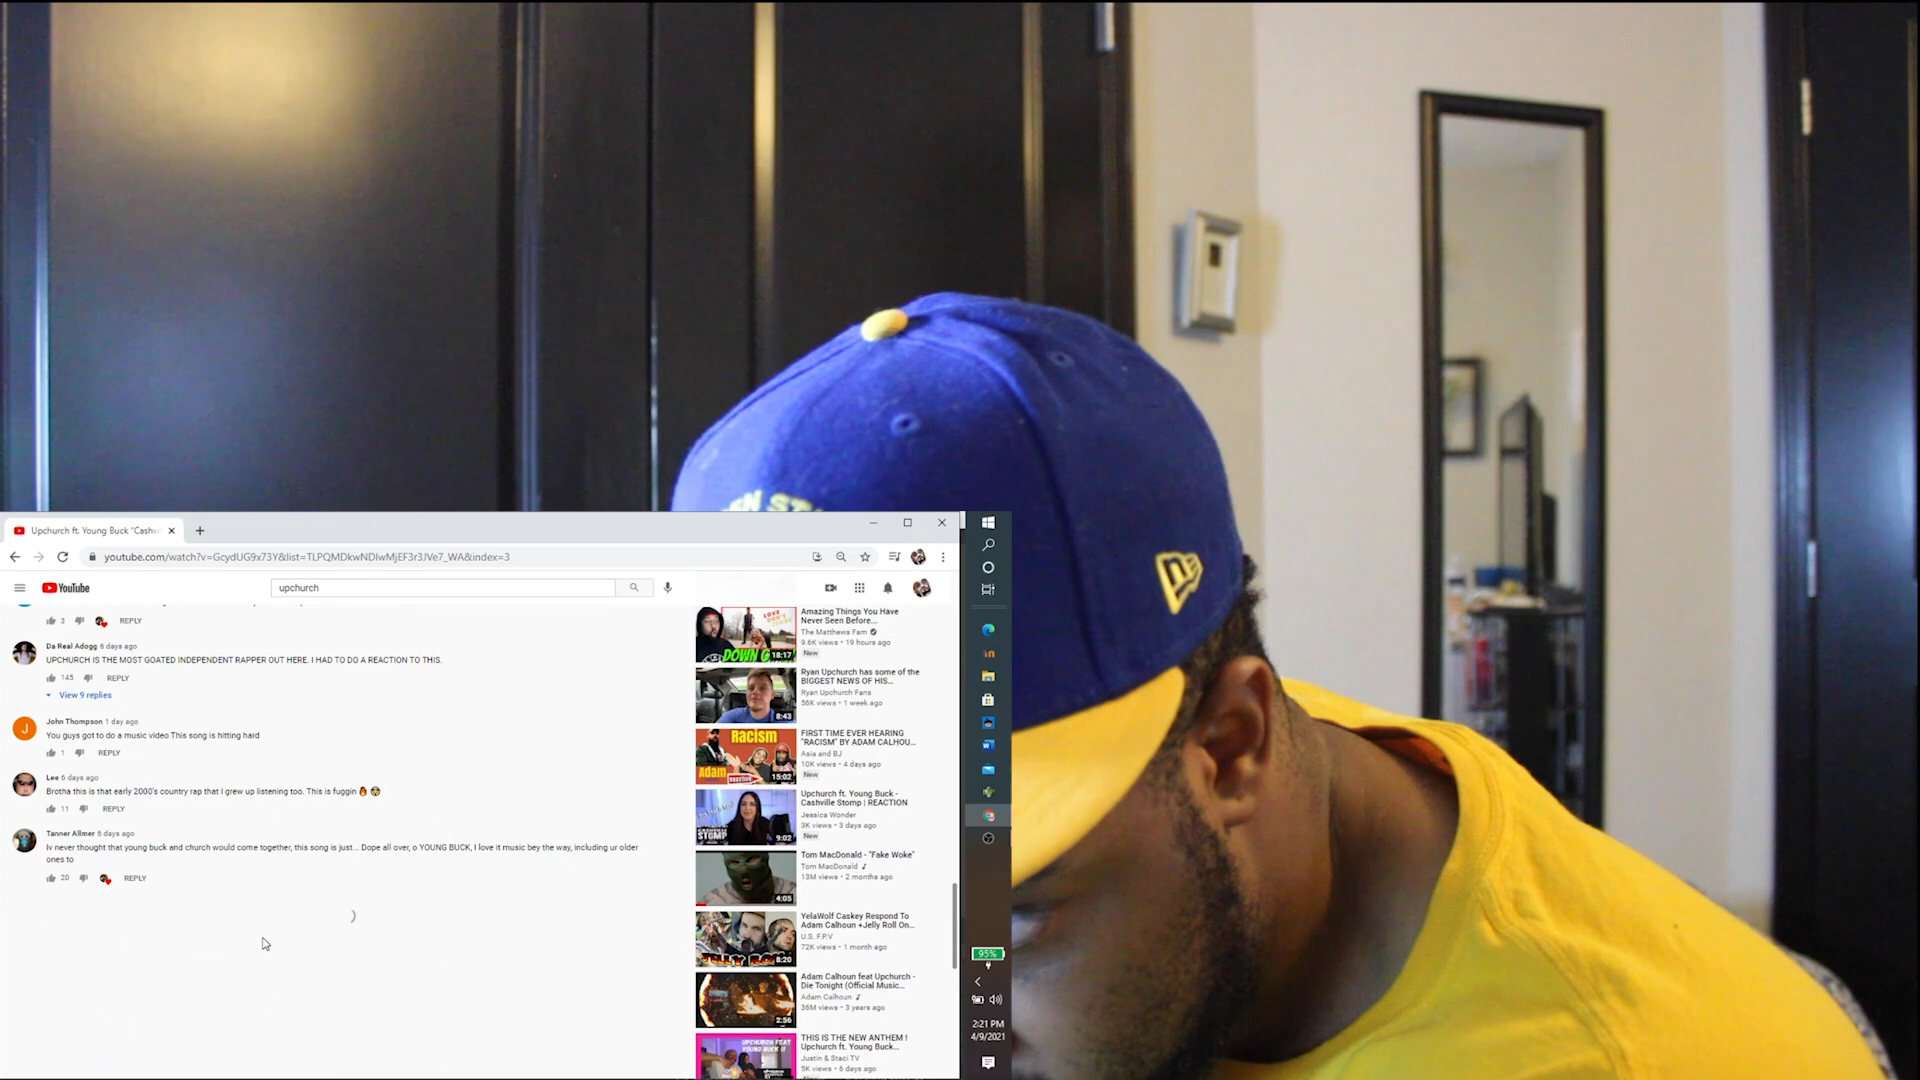 Upchurch ft. Young Buck "Cashvi
youtube.com/watch?v=GcydUG9x73Y&list=TLPQMDkwNDIwMjEF3r3JVe7_WA&index=3
YouTube
upchurch
3 REPLY
Da Real Adogg 6 days ago
UPCHURCH IS THE MOST GOATED INDEPENDENT RAPPER OUT HERE. I HAD TO DO A REACTION TO THIS.
145 REPLY
View 9 replies
J
John Thompson 1 day ago
You guys got to do a music video This song is hitting hard
1 REPLY
Lee 6 days ago
Brotha this is that early 2000's country rap that I grew up listening too. This is fuggin
11 REPLY
Tanner Allmer 6 days ago
Iv never thought that young buck and church would come together, this song is just... Dope all over, o YOUNG BUCK, I love it music bey the way, including ur older
ones to
20 REPLY
DOWN
18:17
Amazing Things You Have
Never Seen Before...
The Matthews Fam
9.6K views • 19 hours ago
New
8:43
Ryan Upchurch has some of the
BIGGEST NEWS OF HIS...
Ryan Upchurch Fans
56K views • 1 week ago
Racism
Adam
REACTION
15:02
FIRST TIME EVER HEARING
"RACISM" BY ADAM CALHOU...
Asia and BJ
10K views • 4 days ago
New
STOMP
9:02
Upchurch ft. Young Buck -
Cashville Stomp | REACTION
Jessica Wonder
3K views • 3 days ago
New
4:05
Tom MacDonald - "Fake Woke"
Tom MacDonald
13M views • 2 months ago
JELLY ROLL
8:20
YelaWolf Caskey Respond To
Adam Calhoun +Jelly Roll On...
U.S. F.P.V
72K views • 1 month ago
2:56
Adam Calhoun feat Upchurch -
Die Tonight (Official Music...
Adam Calhoun
36M views • 3 years ago
UPCHURCH FEAT
YOUNG BUCK
THIS IS THE NEW ANTHEM !
Upchurch ft. Young Buck...
Justin & Staci TV
5K views • 6 days ago
95%
2:21 PM
4/9/2021